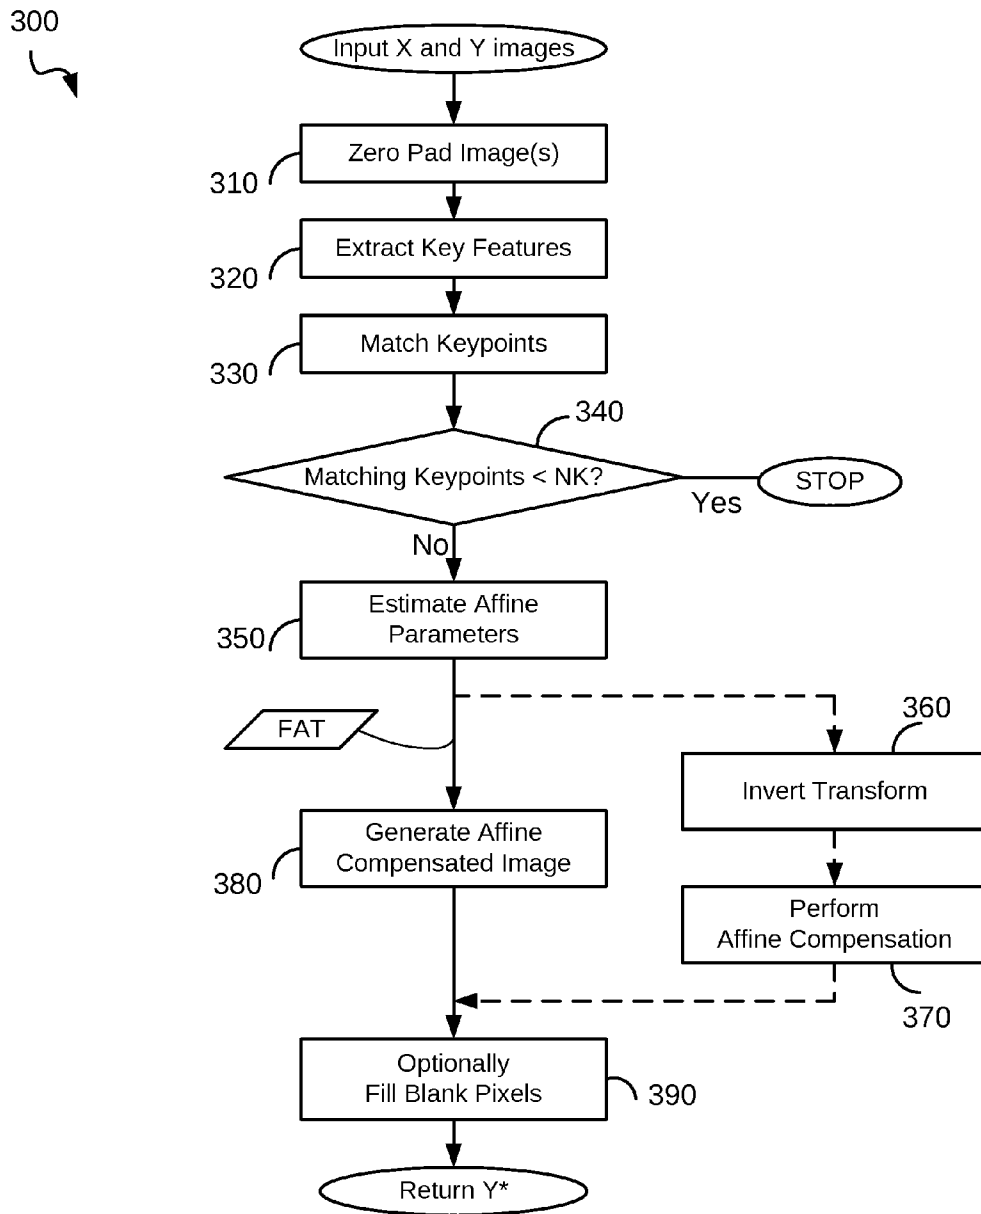 300
Input X and Y images
Zero Pad Image(s)
310
Extract Key Features
320
Match Keypoints
330
340
Matching Keypoints < NK?
STOP
Yes
No
Estimate Affine
Parameters
350
FAT
360
Invert Transform
Generate Affine
Compensated Image
380
Perform
Affine Compensation
370
Optionally
Fill Blank Pixels
390
Return Y*